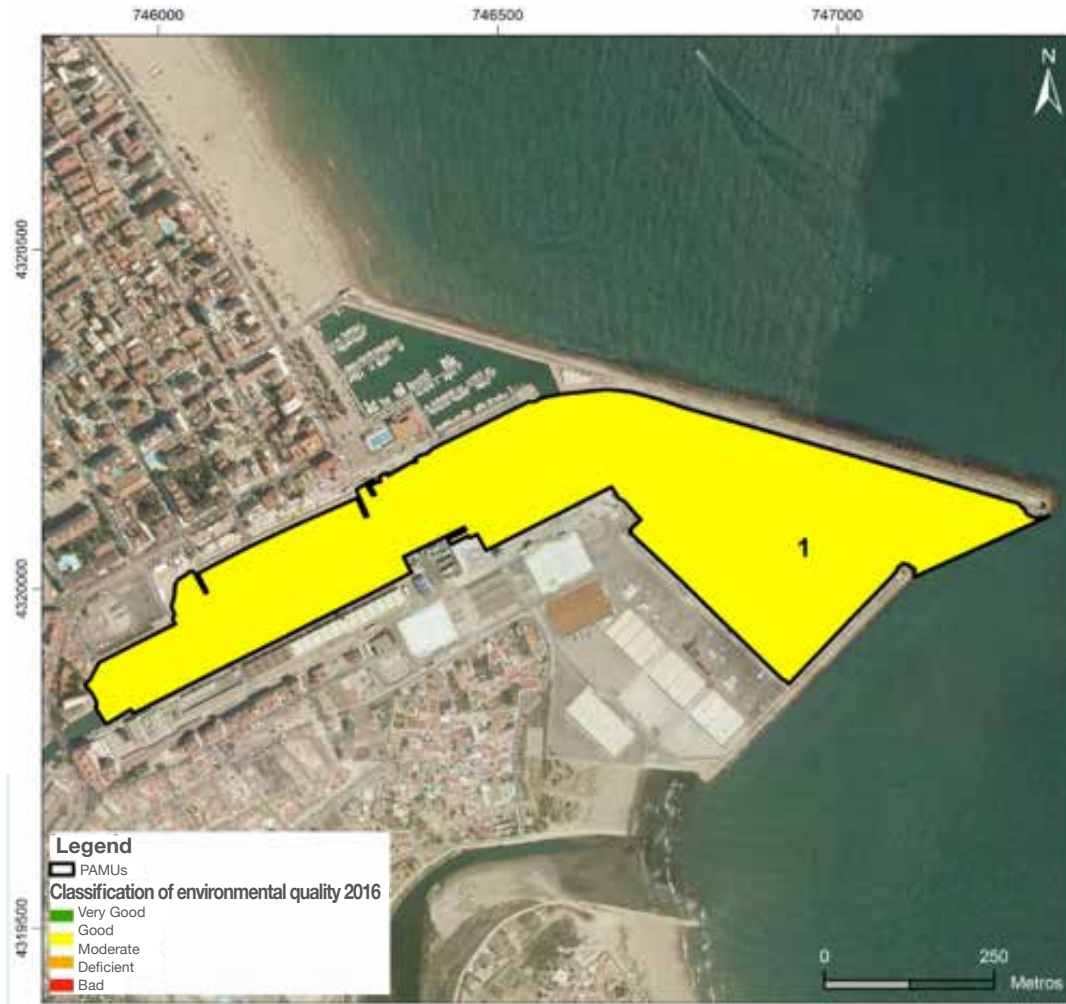 746000
746500
747000
N
4320500
4320000
4319500
1
Legend
PAMUs
Classification of environmental quality 2016
Very Good
Good
Moderate
Deficient
Bad
0
250
Metros